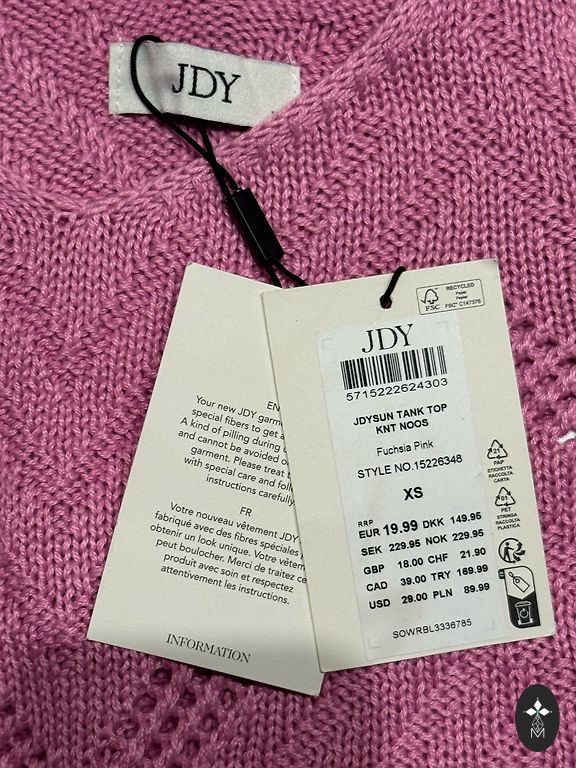 JDY
RECYCLED
Paper
Papier
FSC® C147376
FSC
JDY
5715222624303
JDYSUN TANK TOP
KNT NOOS
Fuchsia Pink
STYLE NO.15226348
XS
RRP
EUR 19.99 DKK 149.95
SEK 229.95 NOK 229.95
GBP 18.00 CHF 21.90
CAD 39.00 TRY 169.99
USD 29.00 PLN 89.99
SOWRBL3336785
21
PAP
ETICHETTA
RACCOLTA
CARTA
01
PET
STRINGA
RACCOLTA
PLASTICA
EN
Your new JDY garm
special fibers to get a
A kind of pilling during
and cannot be avoided
garment. Please treat
with special care and foll
instructions carefully.
FR
Votre nouveau vêtement JDY
fabriqué avec des fibres spéciales
obtenir un look unique. Votre vêtem
peut boulocher. Merci de traiter ce
produit avec soin et respectez
attentivement les instructions.
INFORMATION
M